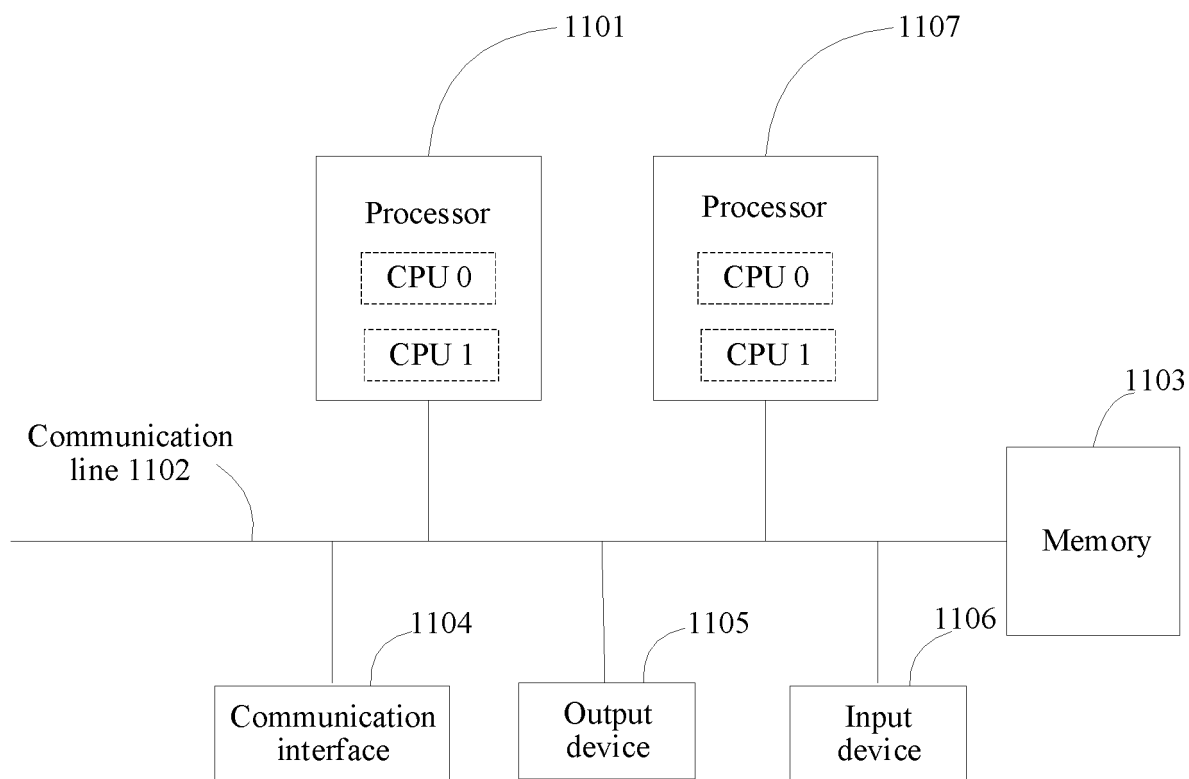 1101
1107
Processor
Processor
CPU 0
CPU 0
CPU 1
CPU 1
1103
Communication
line 1102
Memory
1104
1105
1106
Communication
interface
Output
device
Input
device